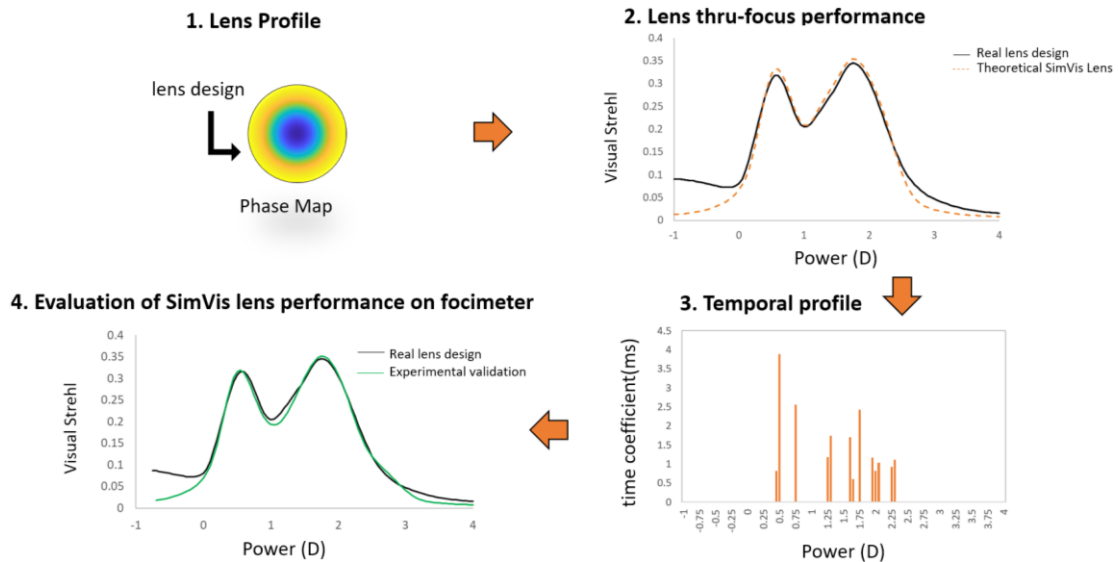 1. Lens Profile
lens design
Phase Map
2. Lens thru-focus performance
Visual Strehl
0.4
0.35
0.3
0.25
0.2
0.15
0.1
0.05
0
-1 0 1 2 3 4
Power (D)
Real lens design
Theoretical SimVis Lens
3. Temporal profile
time coefficient(ms)
4.5
4
3.5
3
2.5
2
1.5
1
0.5
0
-1 -0.75 -0.5 -0.25 0 0.25 0.5 0.75 1 1.25 1.5 1.75 2 2.25 2.5 2.75 3 3.25 3.5 3.75 4
Power (D)
4. Evaluation of SimVis lens performance on focimeter
Visual Strehl
0.4
0.35
0.3
0.25
0.2
0.15
0.1
0.05
0
-1 0 1 2 3 4
Power (D)
Real lens design
Experimental validation